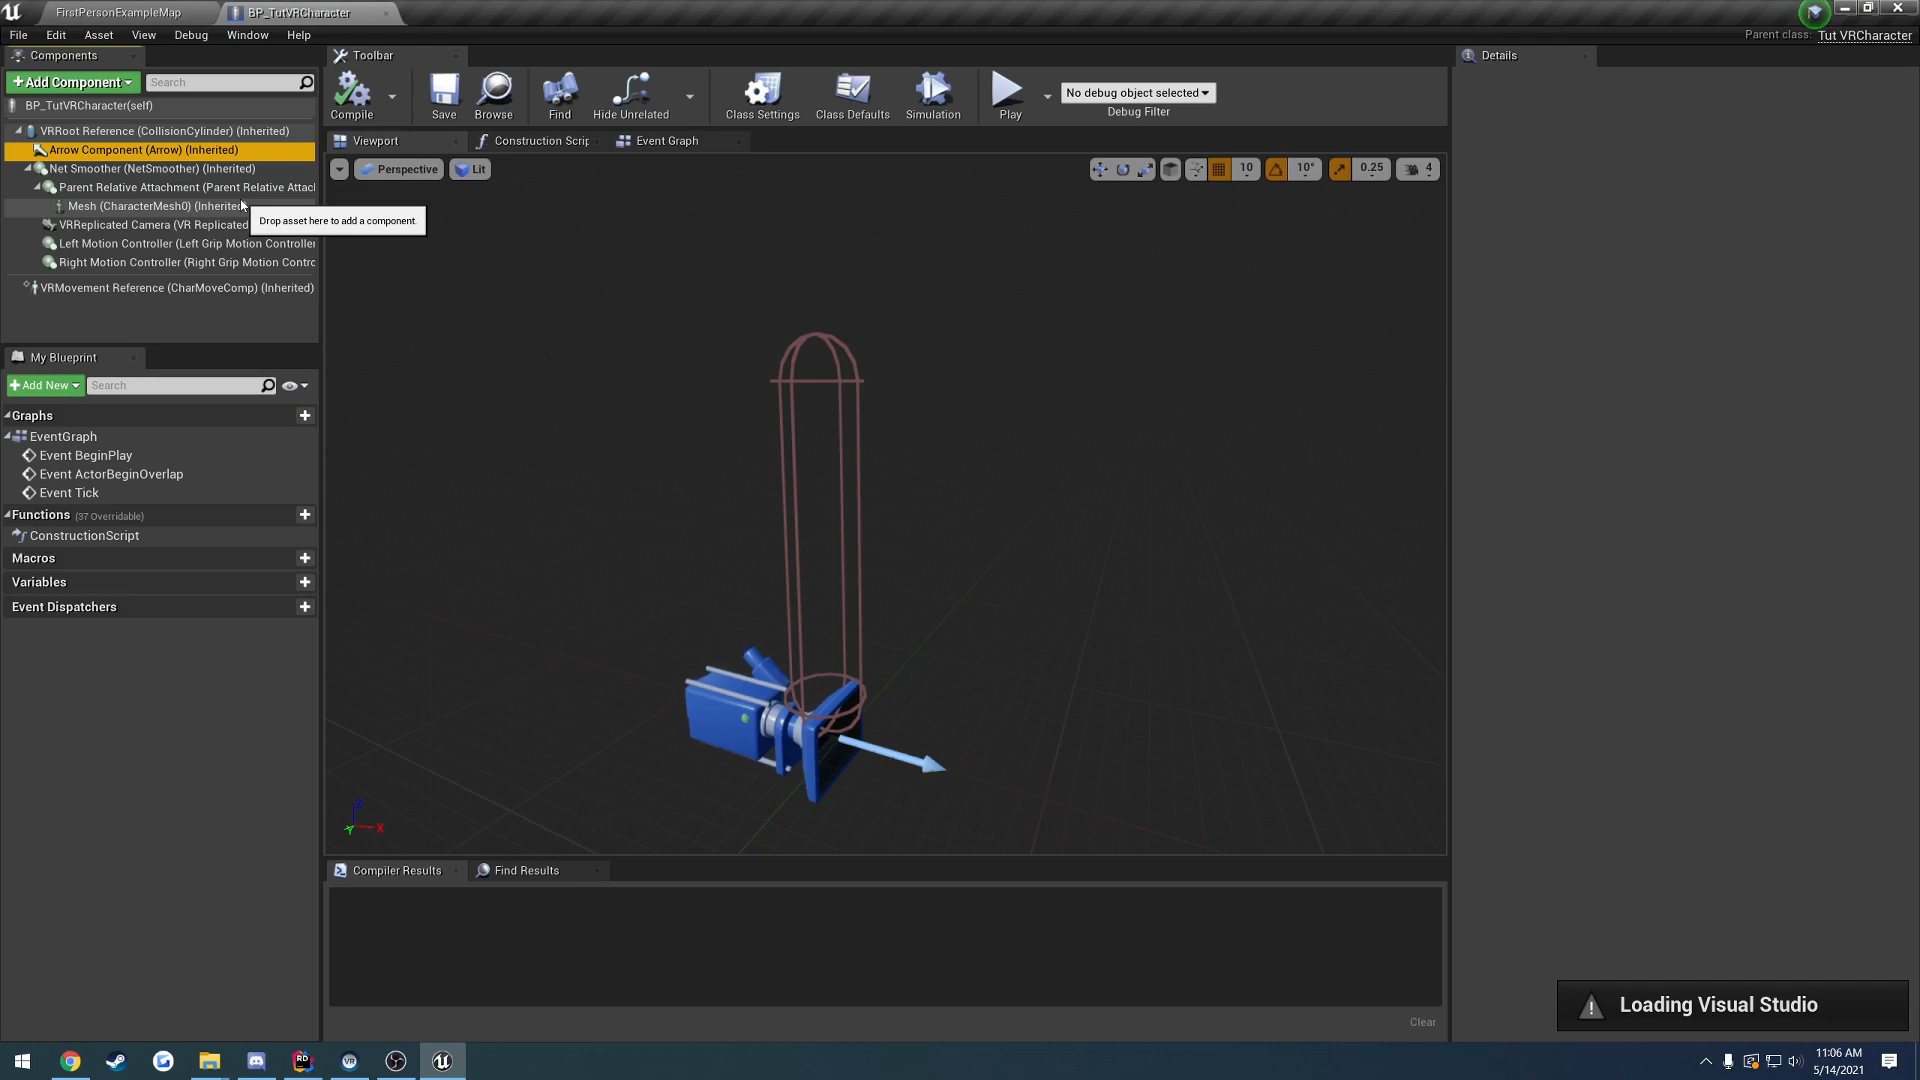 FirstPersonExampleMap
BP_TutVRCharacter
File Edit Asset View Debug Window Help
Parent class: Tut VRCharacter
Components
Toolbar
Details
+Add Component
Search
BP_TutVRCharacter(self)
VRRoot Reference (CollisionCylinder) (Inherited)
Arrow Component (Arrow) (Inherited)
Net Smoother (NetSmoother) (Inherited)
Parent Relative Attachment (Parent Relative Attacl
Mesh (CharacterMesh0) (Inherited
VRReplicated Camera (VR Replicated
Left Motion Controller (Left Grip Motion Controller
Right Motion Controller (Right Grip Motion Contro
VRMovement Reference (CharMoveComp) (Inherited)
Drop asset here to add a component.
Compile
Save
Browse
Find
Hide Unrelated
Class Settings
Class Defaults
Simulation
Play
No debug object selected
Debug Filter
Viewport
Construction Scrip
Event Graph
Perspective
Lit
10
10°
0.25
4
Z
Y
X
My Blueprint
+Add New
Search
Graphs
EventGraph
Event BeginPlay
Event ActorBeginOverlap
Event Tick
Functions (37 Overridable)
ConstructionScript
Macros
Variables
Event Dispatchers
Compiler Results
Find Results
Clear
Loading Visual Studio
11:06 AM
5/14/2021